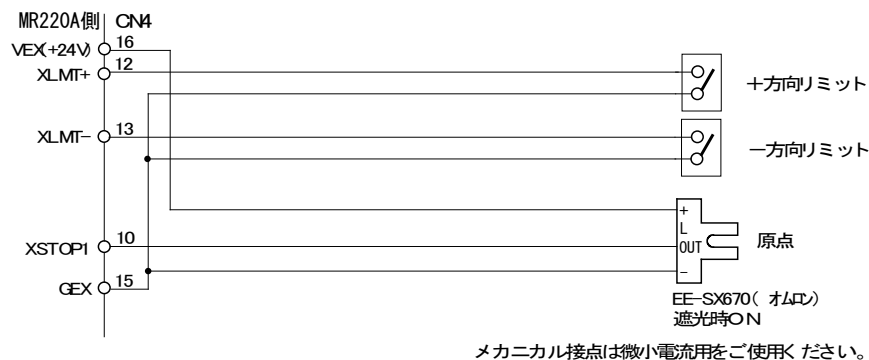 MR220A側 CN4
VEX(+24V) 16
XLMT+ 12
+方向リミット
XLMT- 13
-方向リミット
+
L
XSTOP1 10
OUT
原点
GEX 15
-
EE-SX670(オムロン)
遮光時ON
メカニカル接点は微小電流用をご使用ください。